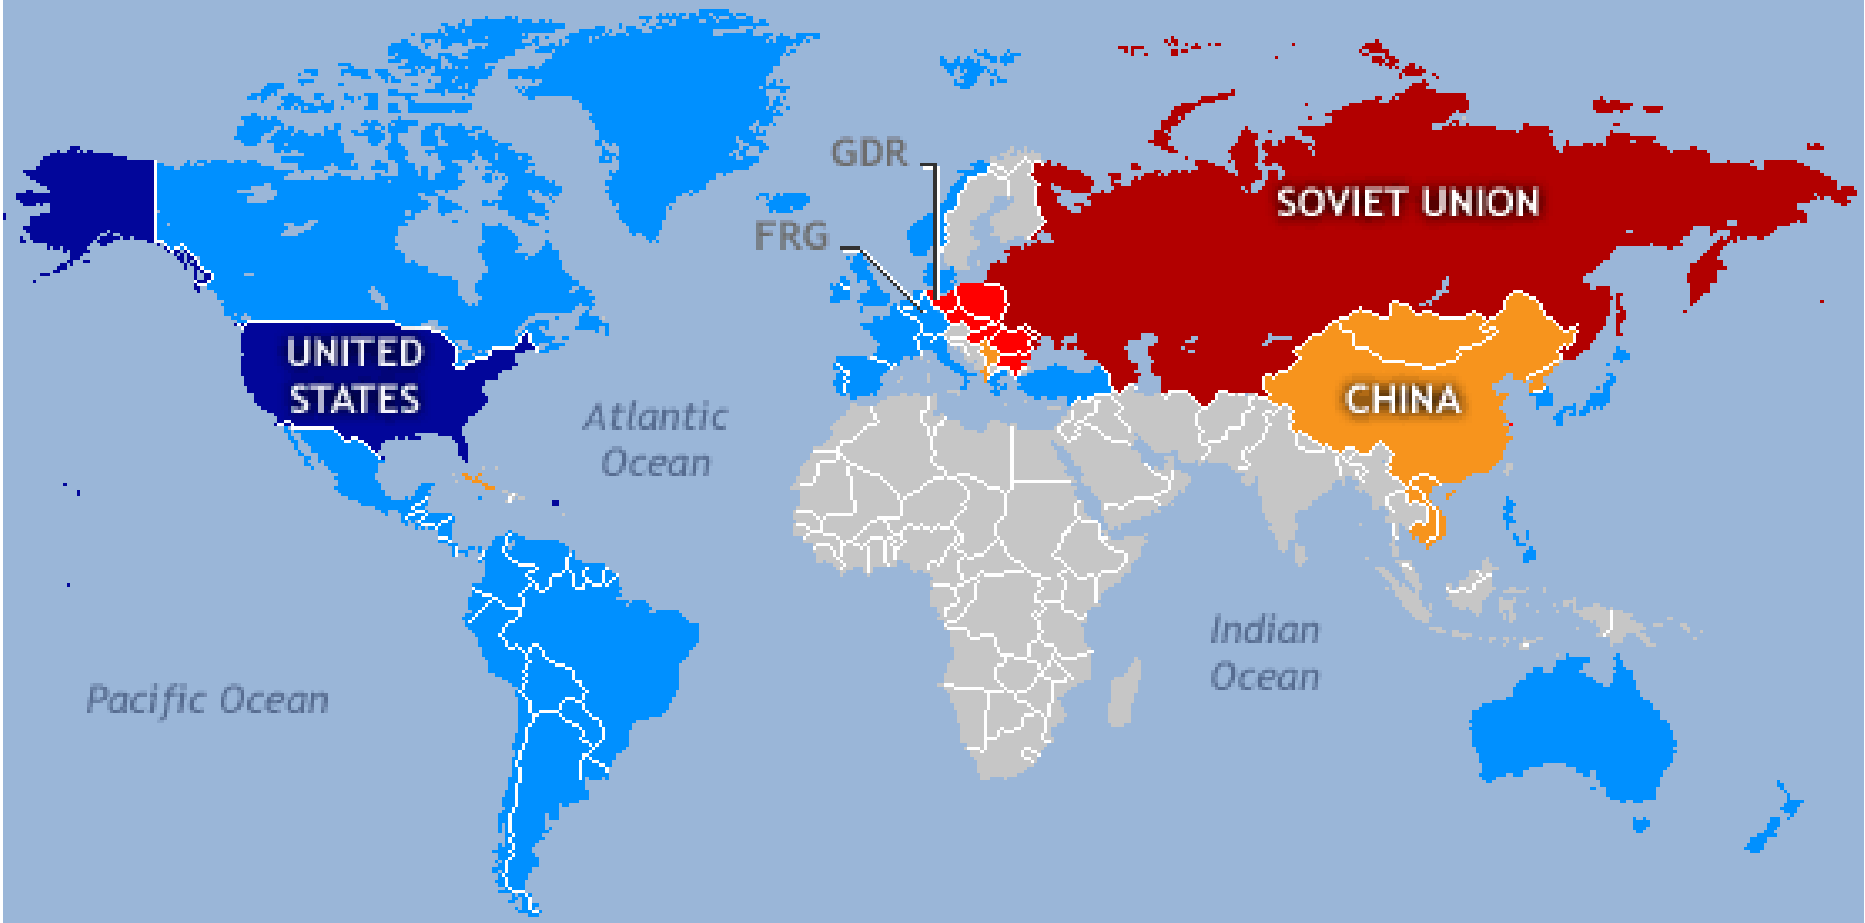 GDR
SOVIET UNION
FRG
UNITED
STATES
CHINA
Atlantic
Ocean
Indian
Ocean
Pacific Ocean